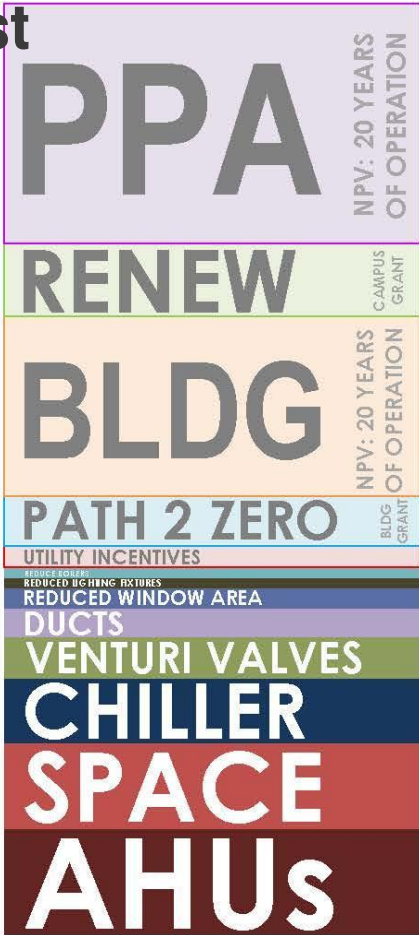 st
PPA
NPV: 20 YEARS
OF OPERATION
RENEW
CAMPUS
GRANT
BLDG
NPV: 20 YEARS
OF OPERATION
PATH 2 ZERO
BLDG
GRANT
UTILITY INCENTIVES
REDUCE BOILERS
REDUCED LIGHTING FIXTURES
REDUCED WINDOW AREA
DUCTS
VENTURI VALVES
CHILLER
SPACE
AHUs